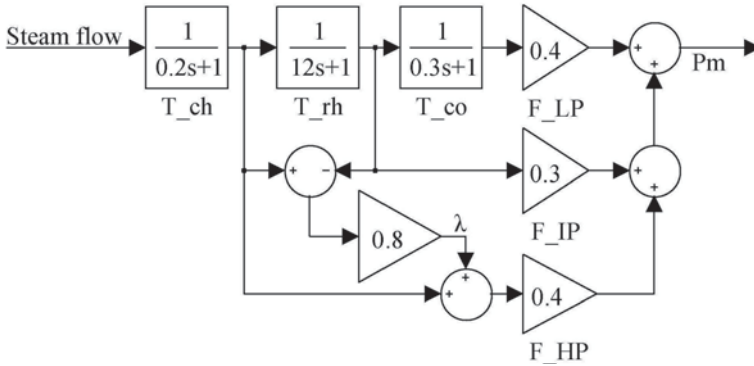 Steam flow
1
0.2s+1
T_ch
1
12s+1
T_rh
1
0.3s+1
T_co
0.4
F_LP
+
+
Pm
+
-
0.3
F_IP
+
+
0.8
λ
+
+
0.4
F_HP